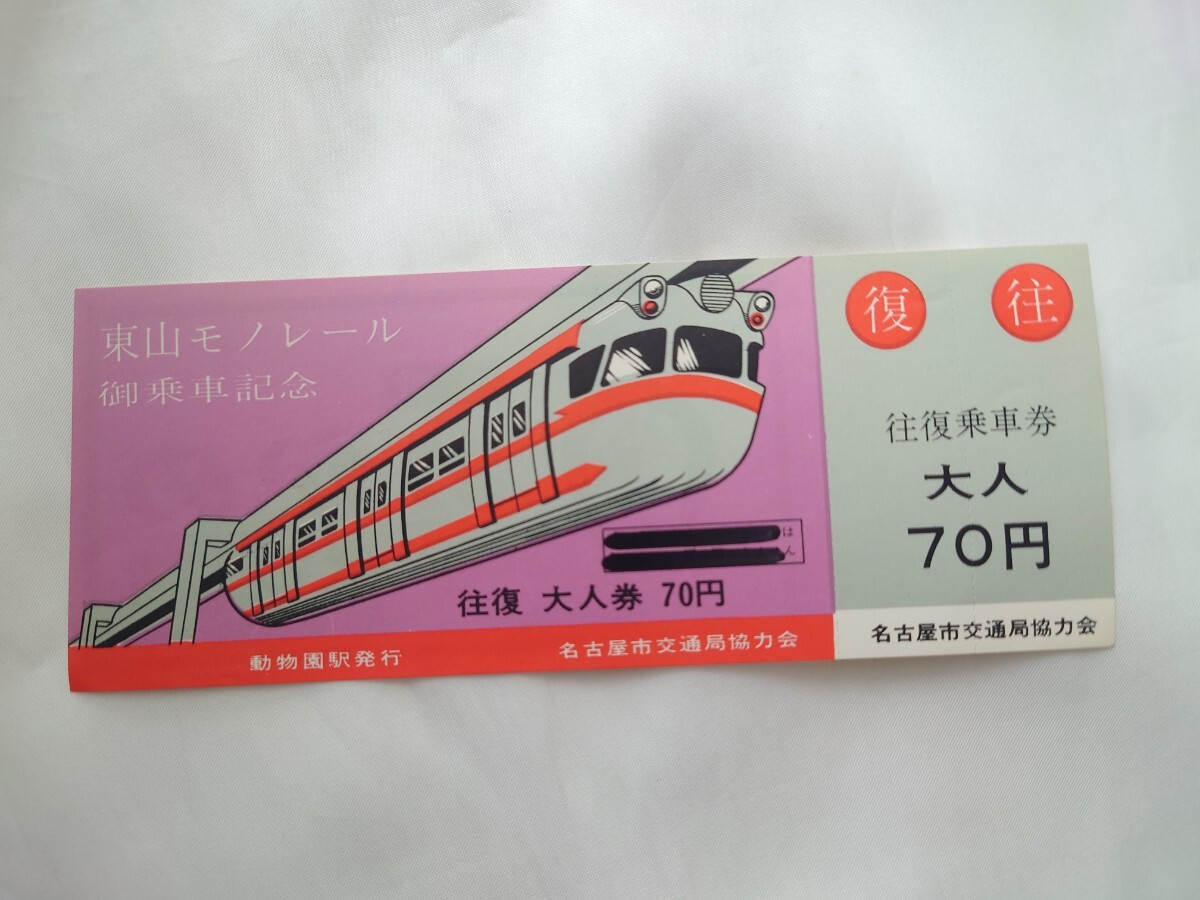 東山モノレール
御乗車記念
は
ん
往復 大人券 70円
動物園駅発行
名古屋市交通局協力会
復 往
往復乗車券
大人
70円
名古屋市交通局協力会